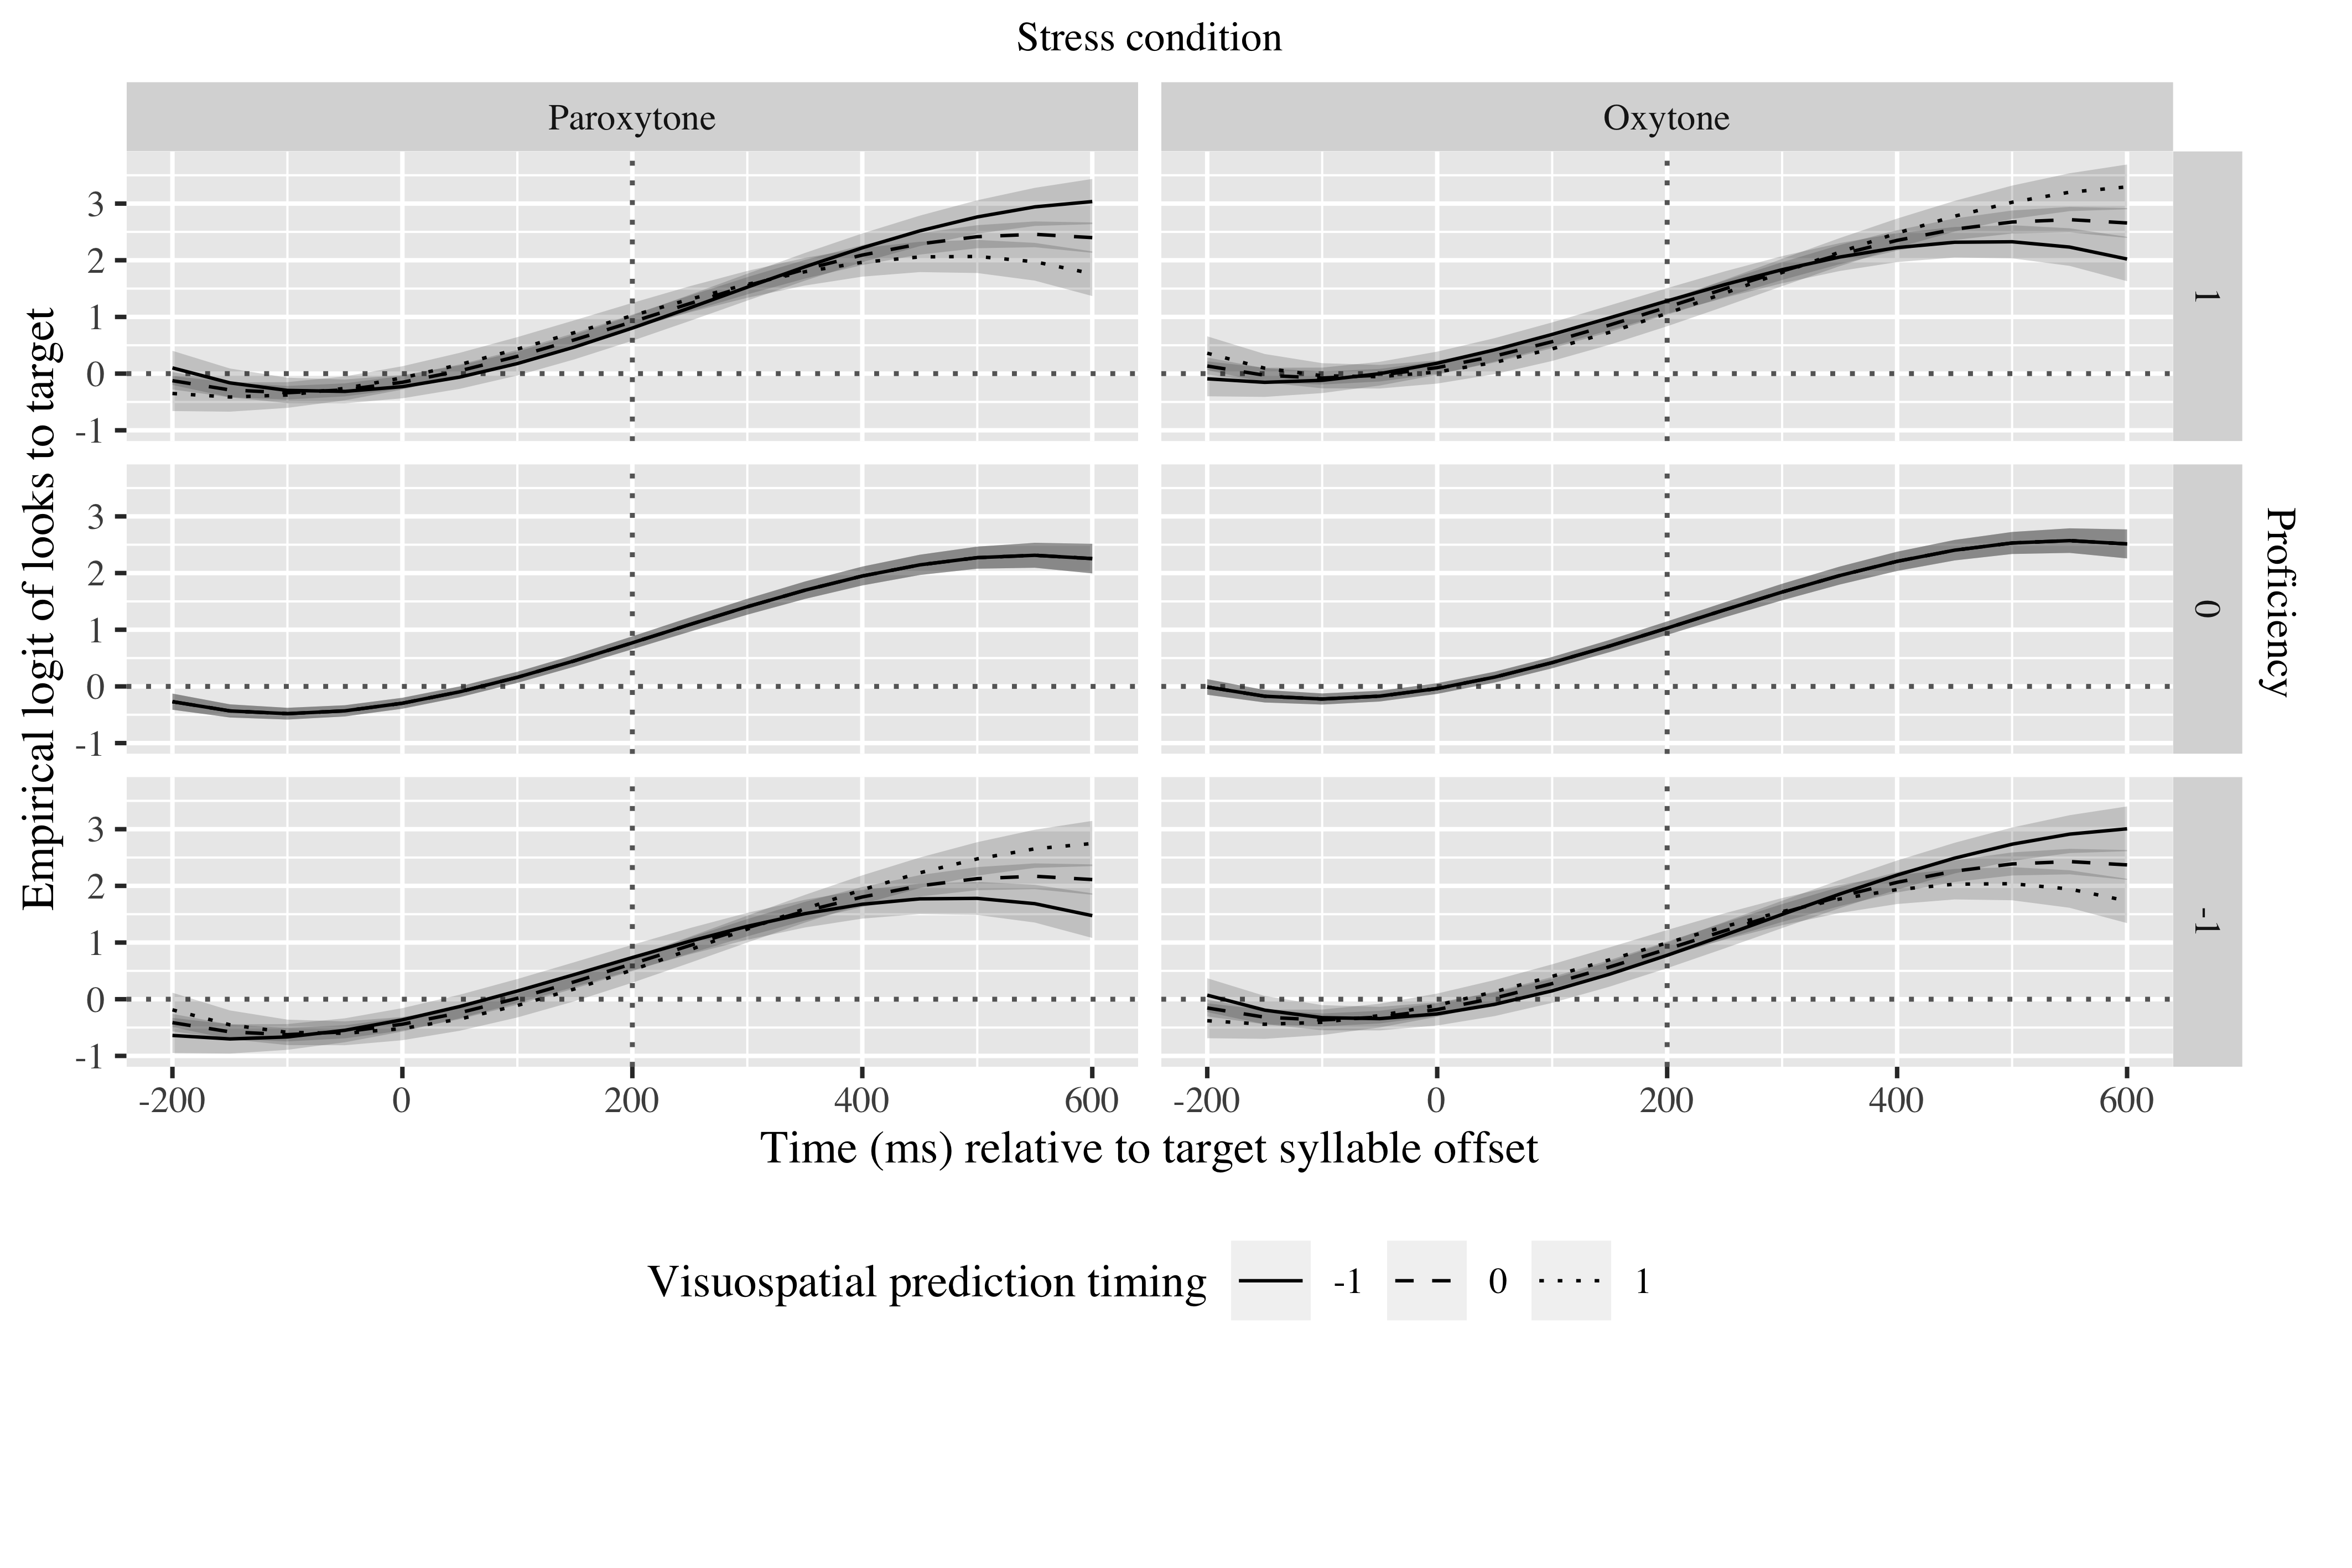 Stress condition
Paroxytone
Oxytone
Empirical logit of looks to target
3
2
1
0
-1
1
3
2
1
0
-1
0
Proficiency
3
2
1
0
-1
-1
-200 0 200 400 600 -200 0 200 400 600
Time (ms) relative to target syllable offset
Visuospatial prediction timing -1 0 1